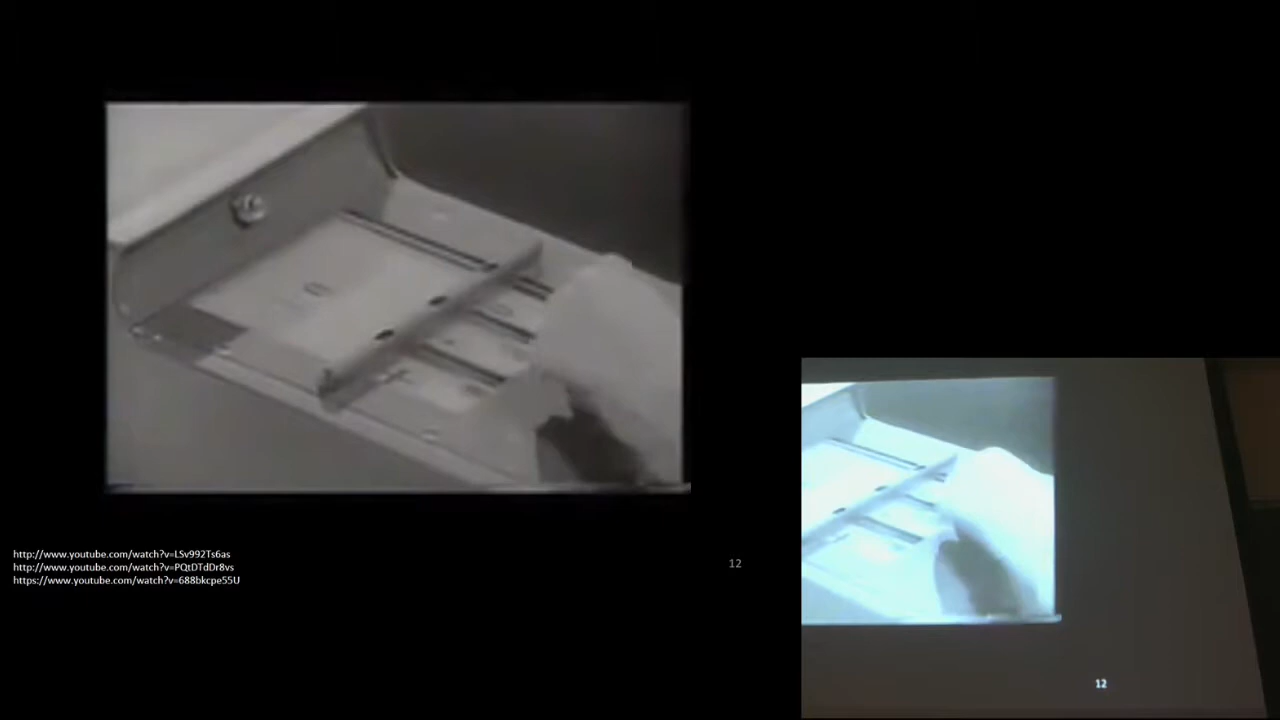 http://www.youtube.com/watch?v=LSv992Ts6as
http://www.youtube.com/watch?v=PQtDTdDr8vs
https://www.youtube.com/watch?v=688bkcpe55U
12
12